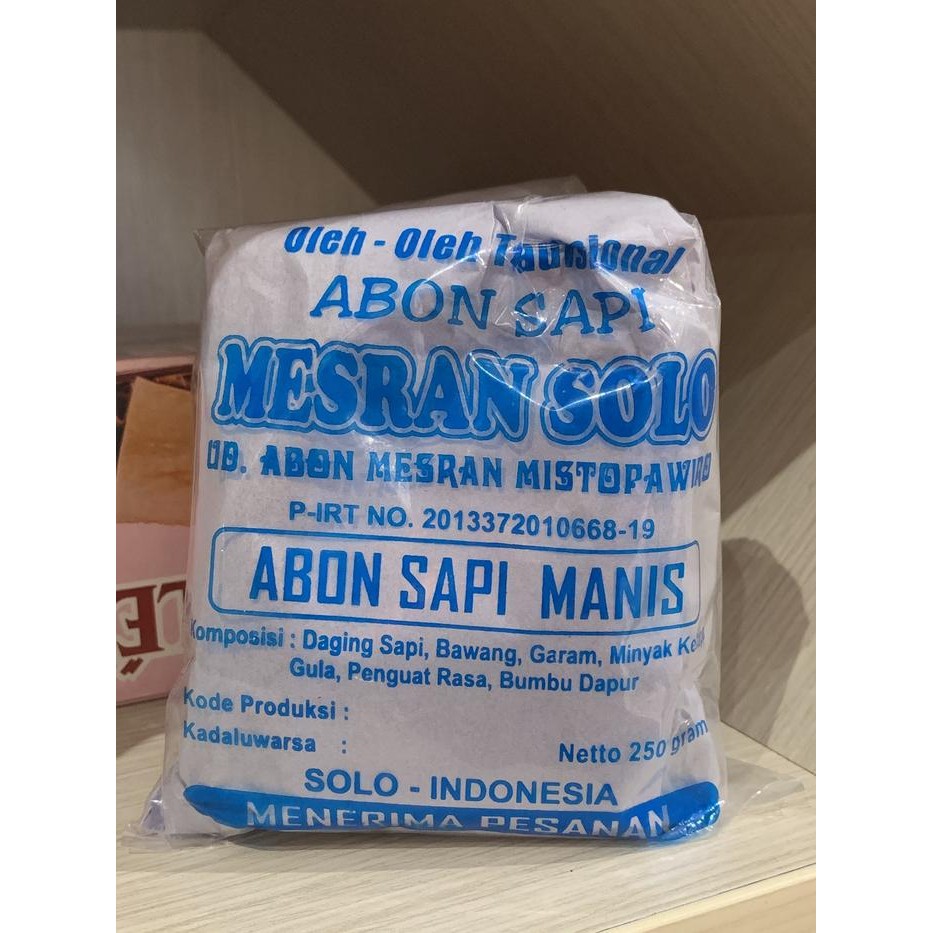 Oleh - Oleh Tradisional
ABON SAPI
MESRAN SOLO
UD. ABON MESRAN MISTOPAWIRO
P-IRT NO. 2013372010668-19
ABON SAPI MANIS
Komposisi : Daging Sapi, Bawang, Garam, Minyak
Gula, Penguat Rasa, Bumbu Dapur
Kode Produksi :
Kadaluwarsa :
Netto 250 gram
SOLO - INDONESIA
MENERIMA PESANAN